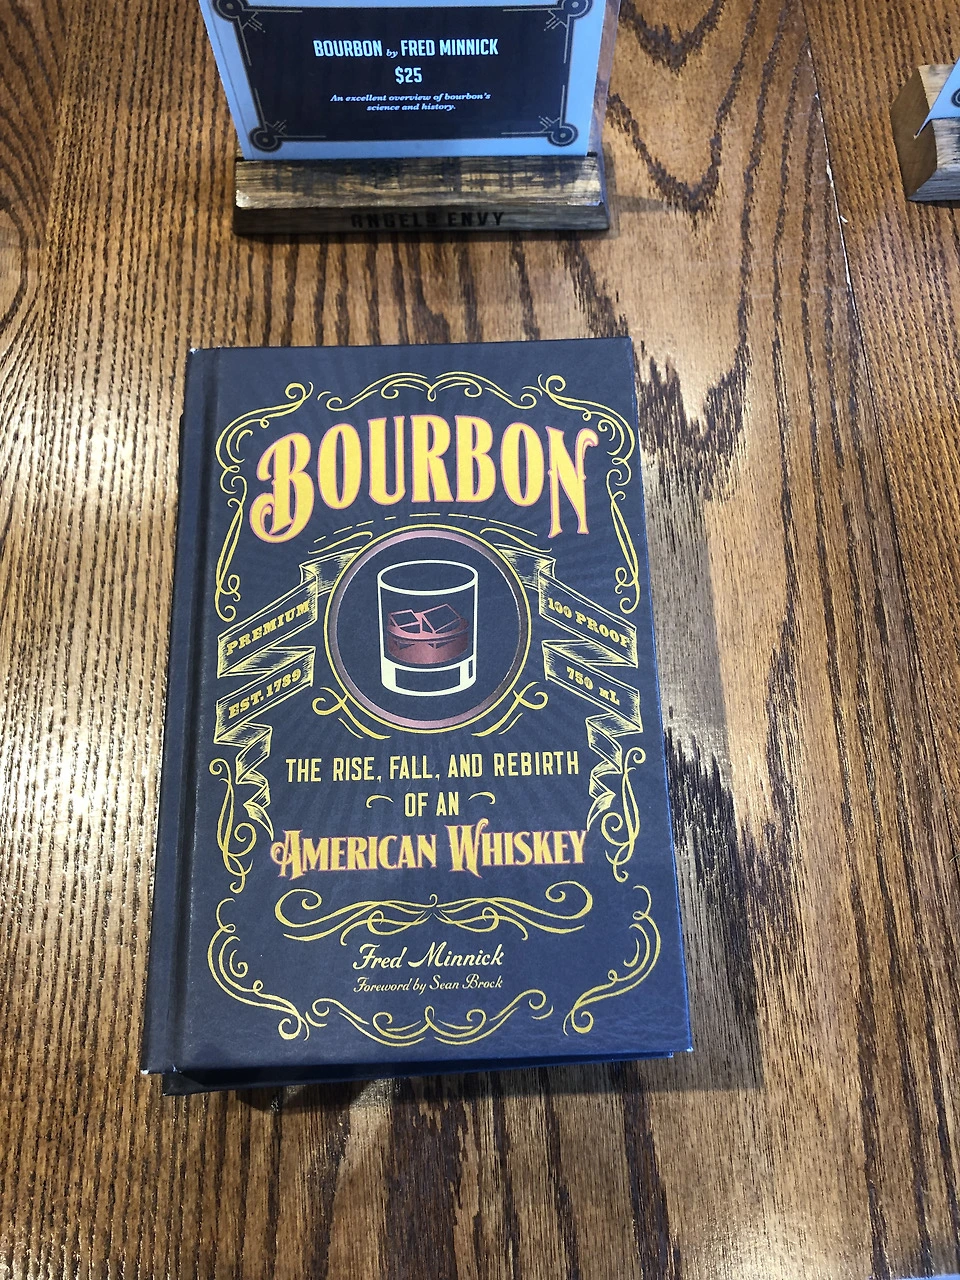 BOURBON by FRED MINNICK
$25
An excellent overview of bourbon's
science and history.
ANGEL'S ENVY
BOURBON
PREMIUM
EST. 1789
100 PROOF
750 ML
THE RISE, FALL, AND REBIRTH
OF AN
AMERICAN WHISKEY
Fred Minnick
Foreword by Sean Brock